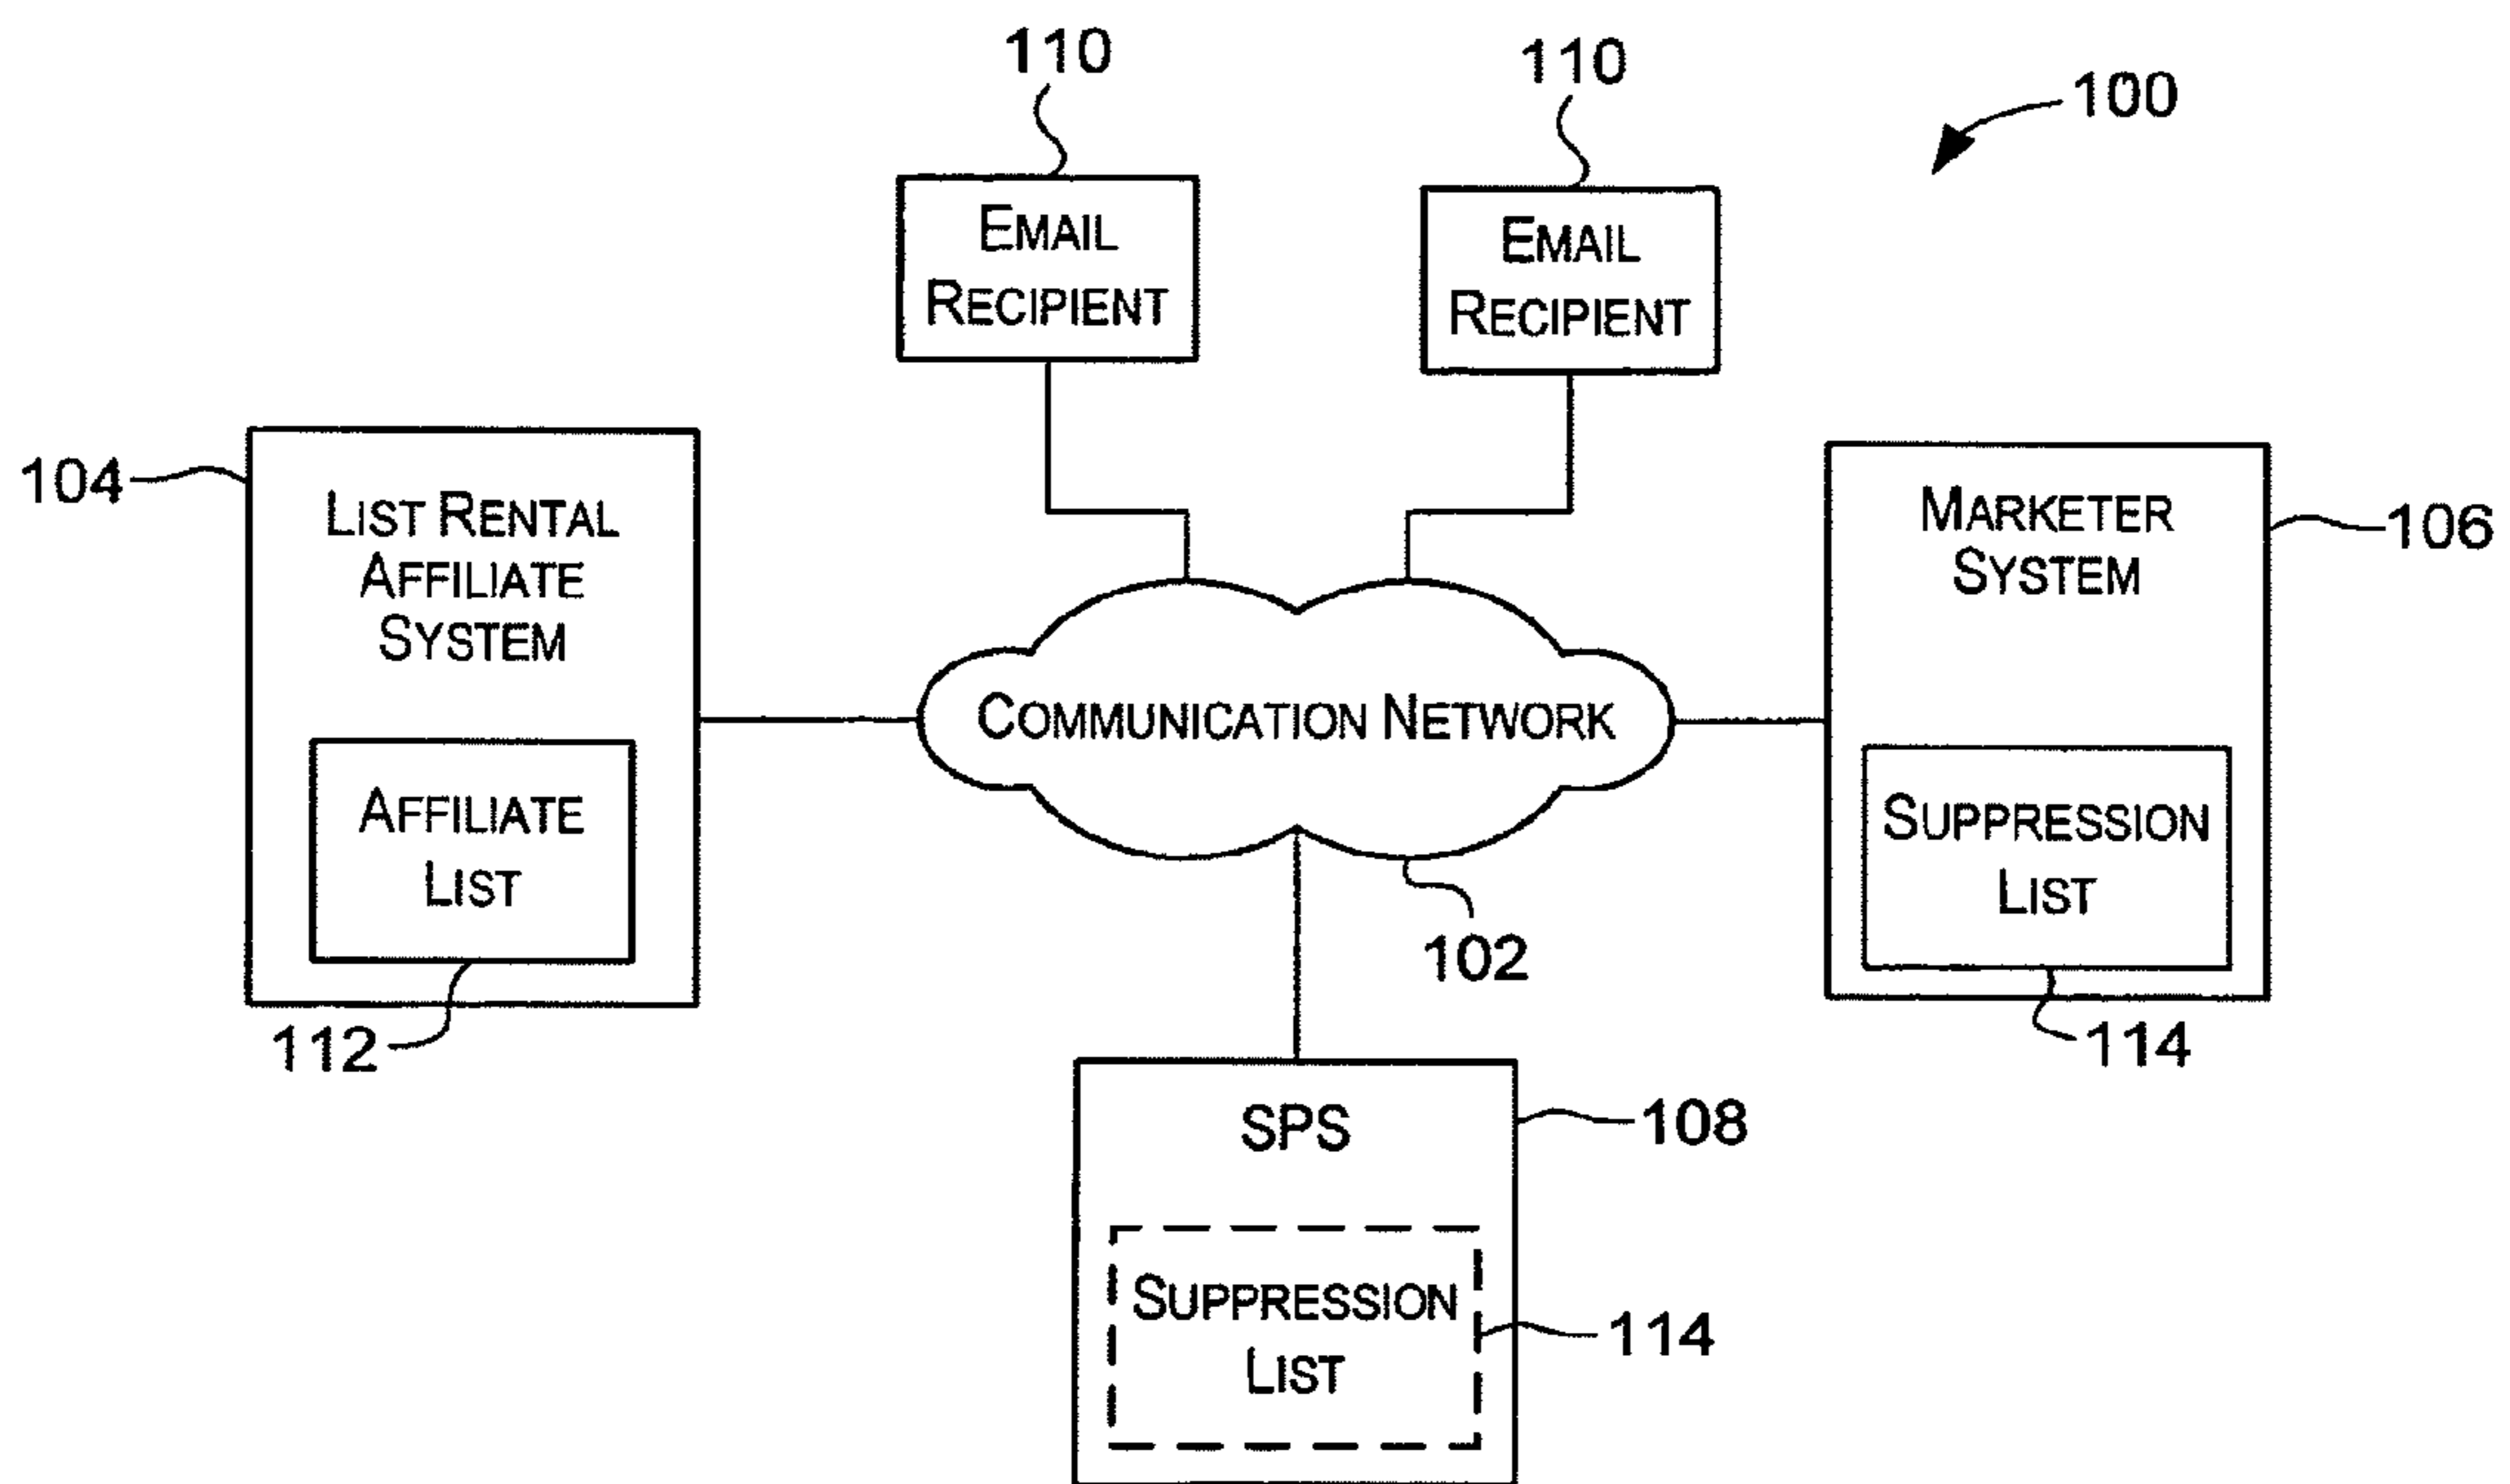 110
110
100
EMAIL
RECIPIENT
EMAIL
RECIPIENT
104
LIST RENTAL
AFFILIATE
SYSTEM
MARKETER
SYSTEM
106
COMMUNICATION NETWORK
AFFILIATE
LIST
SUPPRESSION
LIST
102
112
114
SPS
108
SUPPRESSION
LIST
114